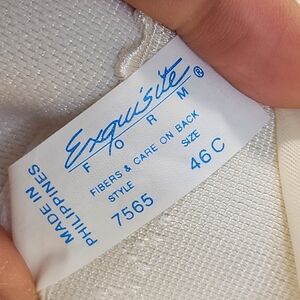 Exquisite®
FORM
FIBERS & CARE ON BACK
STYLE SIZE
7565 46C
MADE IN
PHILIPPINES